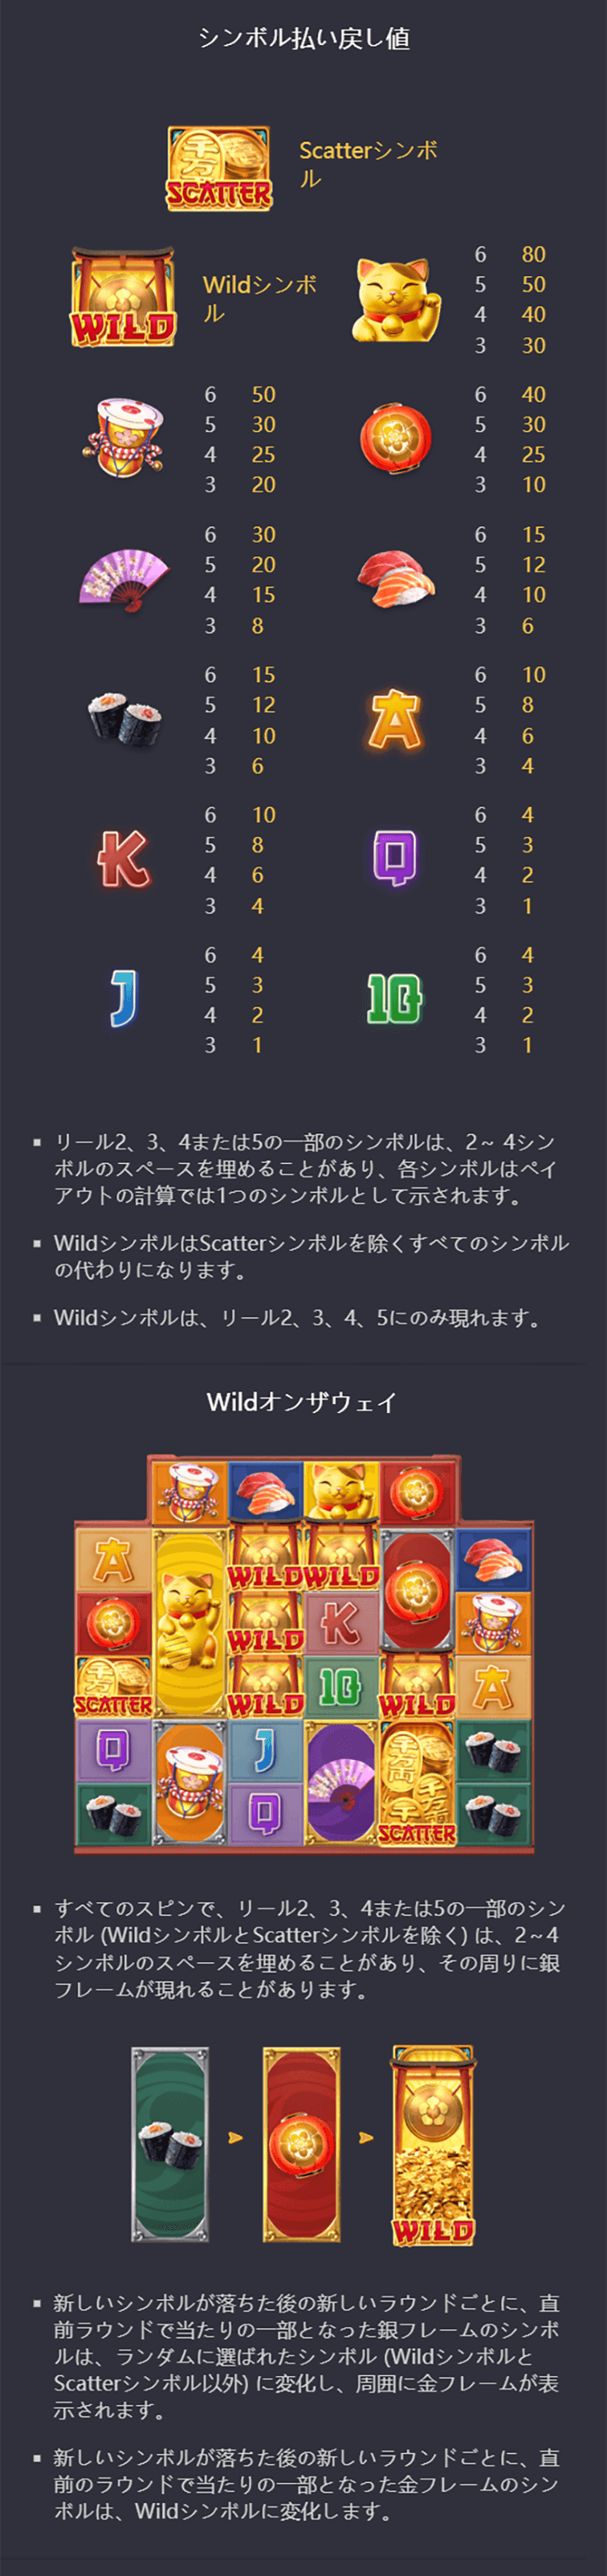 シンボル払い戻し値
SCATTER
Scatterシンボ
ル
WILD
Wildシンボ
ル
6 80
5 50
4 40
3 30
6 50
5 30
4 25
3 20
6 40
5 30
4 25
3 10
6 30
5 20
4 15
3 8
6 15
5 12
4 10
3 6
6 15
5 12
4 10
3 6
A
6 10
5 8
4 6
3 4
K
6 10
5 8
4 6
3 4
Q
6 4
5 3
4 2
3 1
J
6 4
5 3
4 2
3 1
10
6 4
5 3
4 2
3 1
▪ リール2、3、4または5の一部のシンボルは、2~ 4シン
ボルのスペースを埋めることがあり、各シンボルはペイ
アウトの計算では1つのシンボルとして示されます。
▪ WildシンボルはScatterシンボルを除くすべてのシンボル
の代わりになります。
▪ Wildシンボルは、リール2、3、4、5にのみ現れます。
Wildオンザウェイ
A WILD WILD
WILD K
SCATTER WILD 10 WILD A
Q J
Q SCATTER
▪ すべてのスピンで、リール2、3、4または5の一部のシン
ボル (WildシンボルとScatterシンボルを除く) は、2~4
シンボルのスペースを埋めることがあり、その周りに銀
フレームが現れることがあります。
WILD
▪ 新しいシンボルが落ちた後の新しいラウンドごとに、直
前ラウンドで当たりの一部となった銀フレームのシンボ
ルは、ランダムに選ばれたシンボル (Wildシンボルと
Scatterシンボル以外) に変化し、周囲に金フレームが表
示されます。
▪ 新しいシンボルが落ちた後の新しいラウンドごとに、直
前のラウンドで当たりの一部となった金フレームのシン
ボルは、Wildシンボルに変化します。